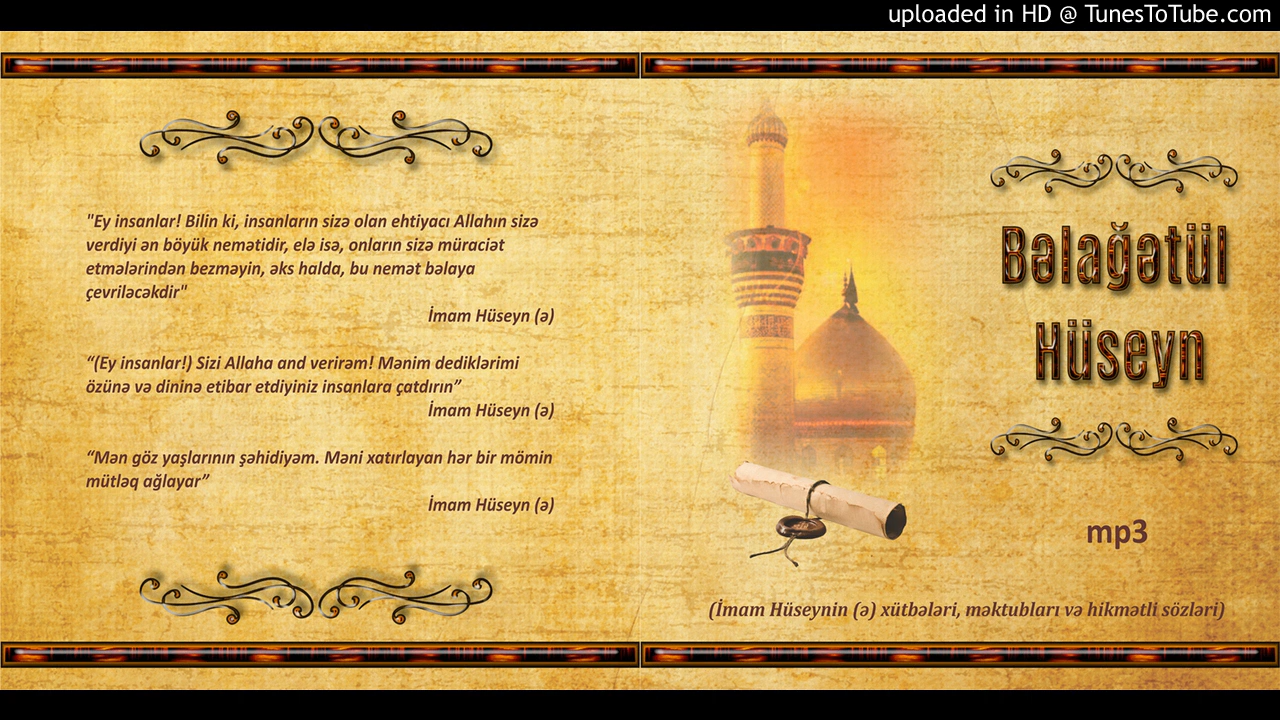 uploaded in HD @ TunesToTube.com
"Ey insanlar! Bilin ki, insanların sizə olan ehtiyacı Allahın sizə
verdiyi ən böyük nemətidir, elə isə, onların sizə müraciət
etmələrindən bezməyin, əks halda, bu nemət bəlaya
çevriləcəkdir"
İmam Hüseyn (ə)
“(Ey insanlar!) Sizi Allaha and verirəm! Mənim dediklərimi
özünə və dininə etibar etdiyiniz insanlara çatdırın”
İmam Hüseyn (ə)
“Mən göz yaşlarının şəhidiyəm. Məni xatırlayan hər bir mömin
mütləq ağlayar”
İmam Hüseyn (ə)
Bəlağətül
Hüseyn
mp3
(İmam Hüseynin (ə) xütbələri, məktubları və hikmətli sözləri)